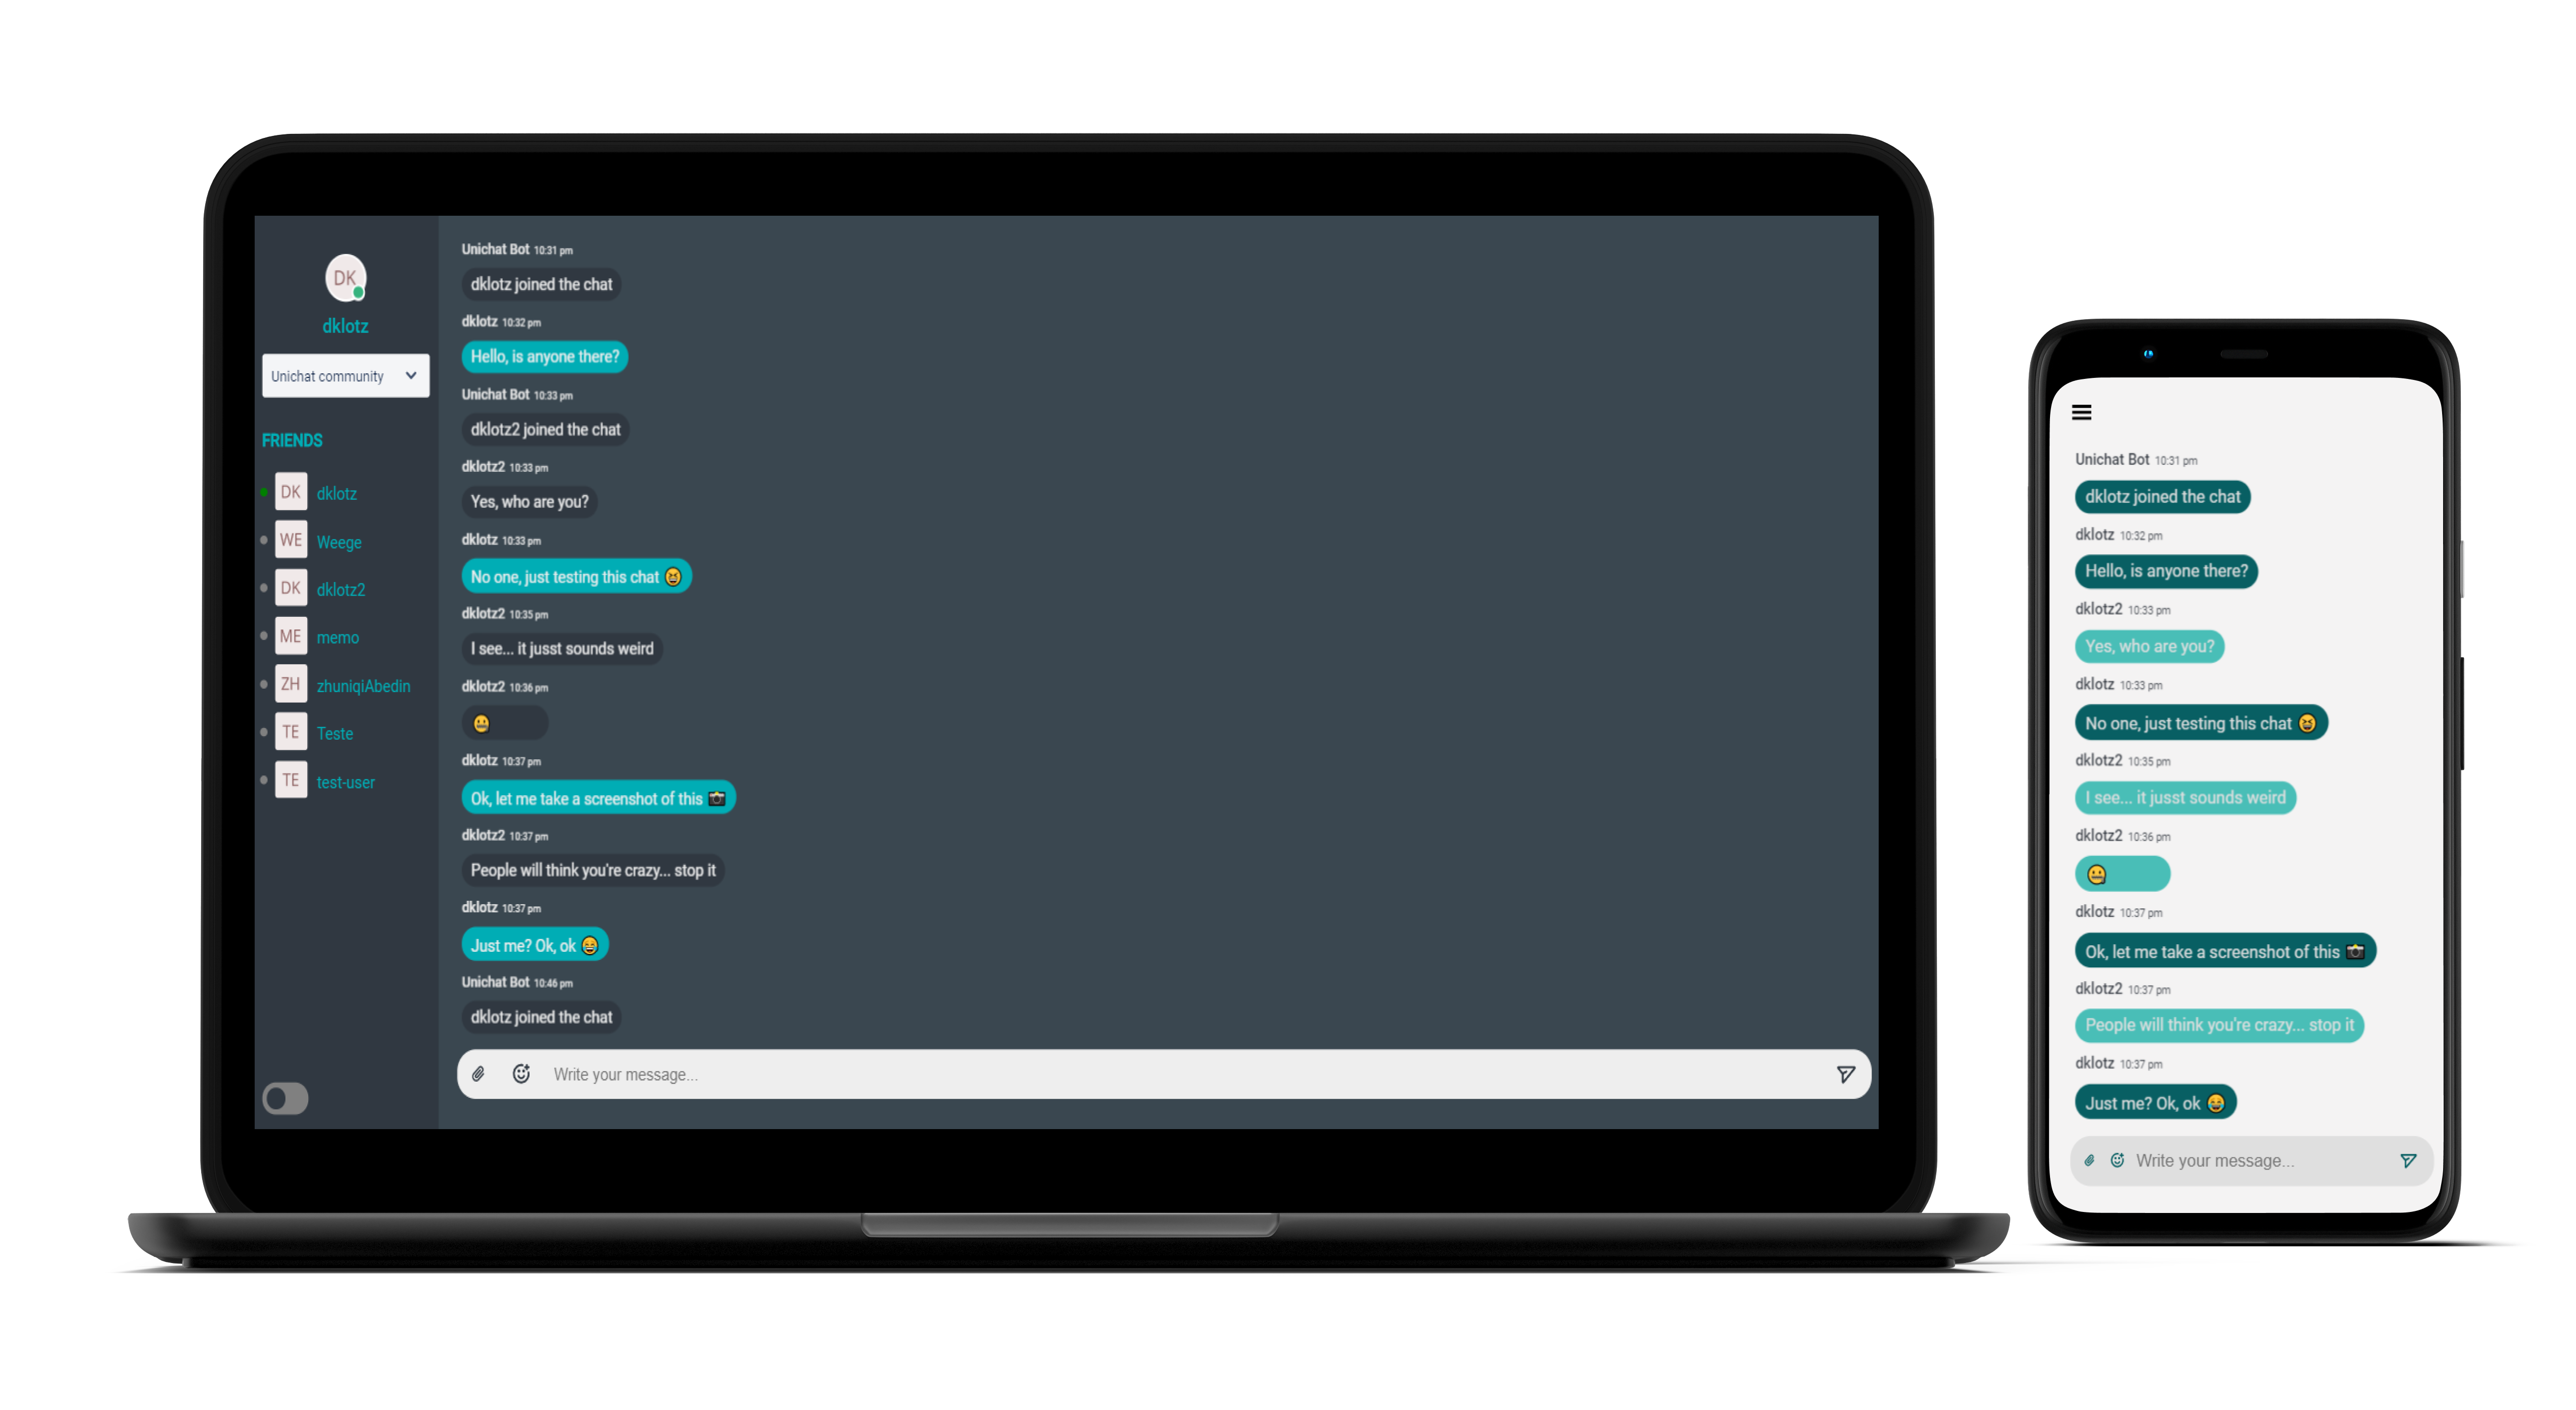 DK
dklotz
Unichat community
FRIENDS
DK dklotz
WE Weege
DK dklotz2
ME memo
ZH zhuniqiAbedin
TE Teste
TE test-user
Unichat Bot 10:31 pm
dklotz joined the chat
dklotz 10:32 pm
Hello, is anyone there?
Unichat Bot 10:33 pm
dklotz2 joined the chat
dklotz2 10:33 pm
Yes, who are you?
dklotz 10:33 pm
No one, just testing this chat 😆
dklotz2 10:35 pm
I see... it jusst sounds weird
dklotz2 10:36 pm
🤐
dklotz 10:37 pm
Ok, let me take a screenshot of this 📸
dklotz2 10:37 pm
People will think you're crazy... stop it
dklotz 10:37 pm
Just me? Ok, ok 😂
Unichat Bot 10:46 pm
dklotz joined the chat
Write your message...
Unichat Bot 10:31 pm
dklotz joined the chat
dklotz 10:32 pm
Hello, is anyone there?
dklotz2 10:33 pm
Yes, who are you?
dklotz 10:33 pm
No one, just testing this chat 😆
dklotz2 10:35 pm
I see... it jusst sounds weird
dklotz2 10:36 pm
🤐
dklotz 10:37 pm
Ok, let me take a screenshot of this 📸
dklotz2 10:37 pm
People will think you're crazy... stop it
dklotz 10:37 pm
Just me? Ok, ok 😂
Write your message...